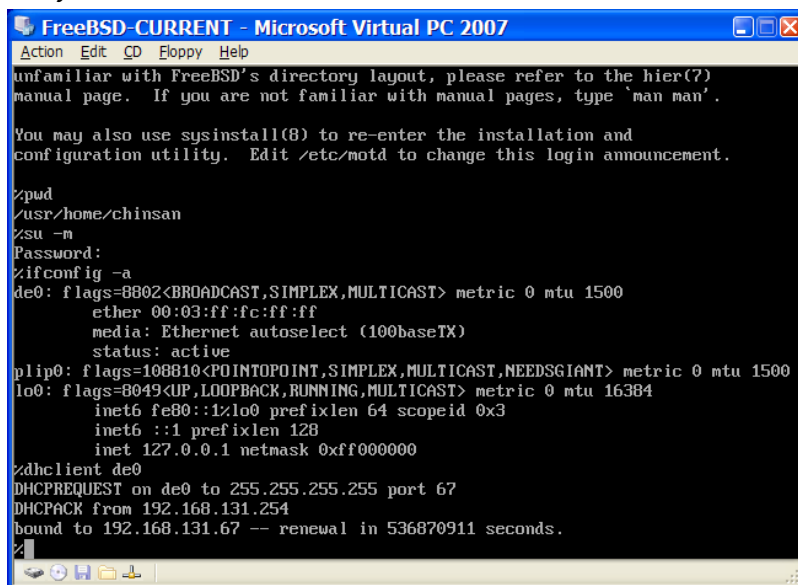 FreeBSD-CURRENT - Microsoft Virtual PC 2007
Action Edit CD Floppy Help
unfamiliar with FreeBSD's directory layout, please refer to the hier(7)
manual page.  If you are not familiar with manual pages, type `man man'.
You may also use sysinstall(8) to re-enter the installation and
configuration utility.  Edit /etc/motd to change this login announcement.
%pwd
/usr/home/chinsan
%su -m
Password:
%ifconfig -a
de0: flags=8802<BROADCAST,SIMPLEX,MULTICAST> metric 0 mtu 1500
ether 00:03:ff:fc:ff:ff
media: Ethernet autoselect (100baseTX)
status: active
plip0: flags=108810<POINTOPOINT,SIMPLEX,MULTICAST,NEEDSGIANT> metric 0 mtu 1500
lo0: flags=8049<UP,LOOPBACK,RUNNING,MULTICAST> metric 0 mtu 16384
inet6 fe80::1%lo0 prefixlen 64 scopeid 0x3
inet6 ::1 prefixlen 128
inet 127.0.0.1 netmask 0xff000000
%dhclient de0
DHCPREQUEST on de0 to 255.255.255.255 port 67
DHCPACK from 192.168.131.254
bound to 192.168.131.67 -- renewal in 536870911 seconds.
%